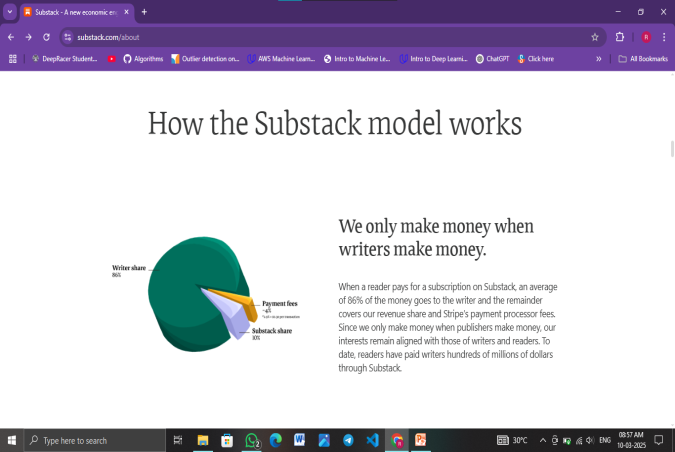 Substack - A new economic en
substack.com/about
DeepRacer Student...
Algorithms
Outlier detection on...
AWS Machine Learn...
Intro to Machine Le...
Intro to Deep Learni...
ChatGPT
Click here
All Bookmarks
How the Substack model works
We only make money when
writers make money.
Writer share
86%
Payment fees
~4%
Substack share
10%
When a reader pays for a subscription on Substack, an average
of 86% of the money goes to the writer and the remainder
covers our revenue share and Stripe's payment processor fees.
Since we only make money when publishers make money, our
interests remain aligned with those of writers and readers. To
date, readers have paid writers hundreds of millions of dollars
through Substack.
Type here to search
2
30°C
ENG
08:57 AM
10-03-2025